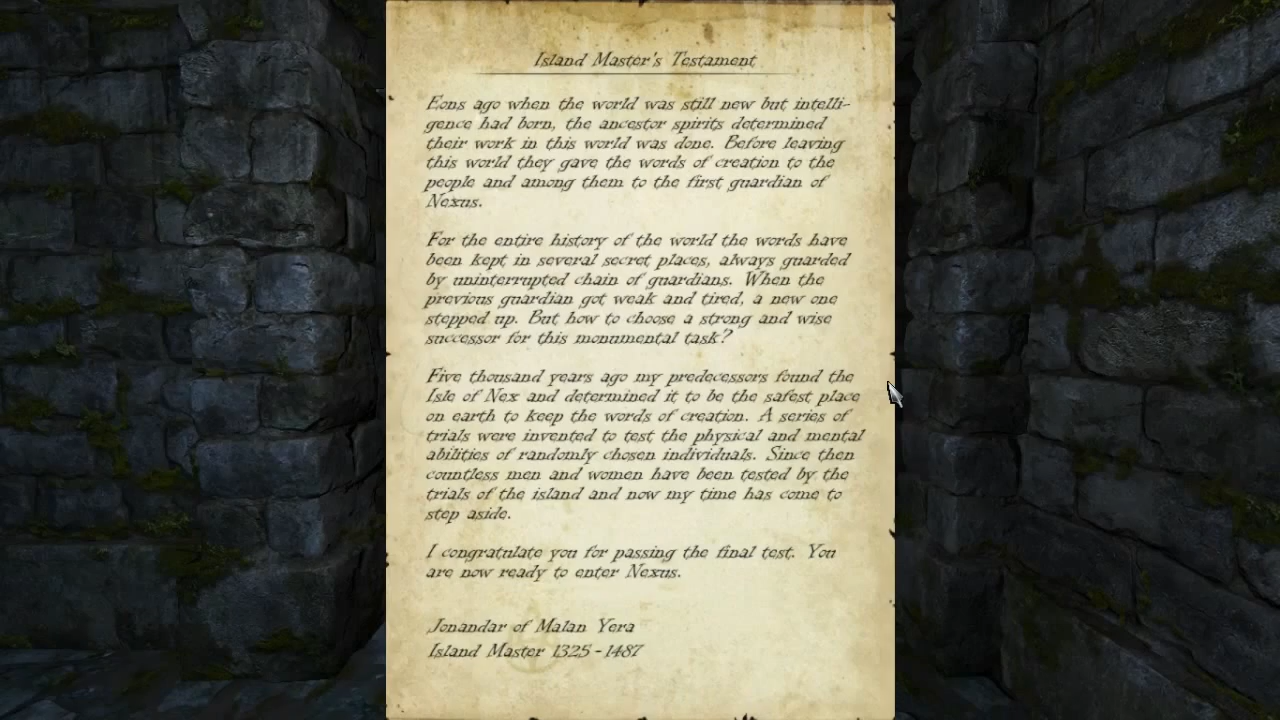 Island Master's Testament
Eons ago when the world was still new but intelli-
gence had born, the ancestor spirits determined
their work in this world was done. Before leaving
this world they gave the words of creation to the
people and among them to the first guardian of
Nexus.
For the entire history of the world the words have
been kept in several secret places, always guarded
by uninterrupted chain of guardians. When the
previous guardian got weak and tired, a new one
stepped up. But how to choose a strong and wise
successor for this monumental task?
Five thousand years ago my predecessors found the
Isle of Nex and determined it to be the safest place
on earth to keep the words of creation. A series of
trials were invented to test the physical and mental
abilities of randomly chosen individuals. Since then
countless men and women have been tested by the
trials of the island and now my time has come to
step aside.
I congratulate you for passing the final test. You
are now ready to enter Nexus.
Jonandar of Malan Yera
Island Master 1325 - 1487